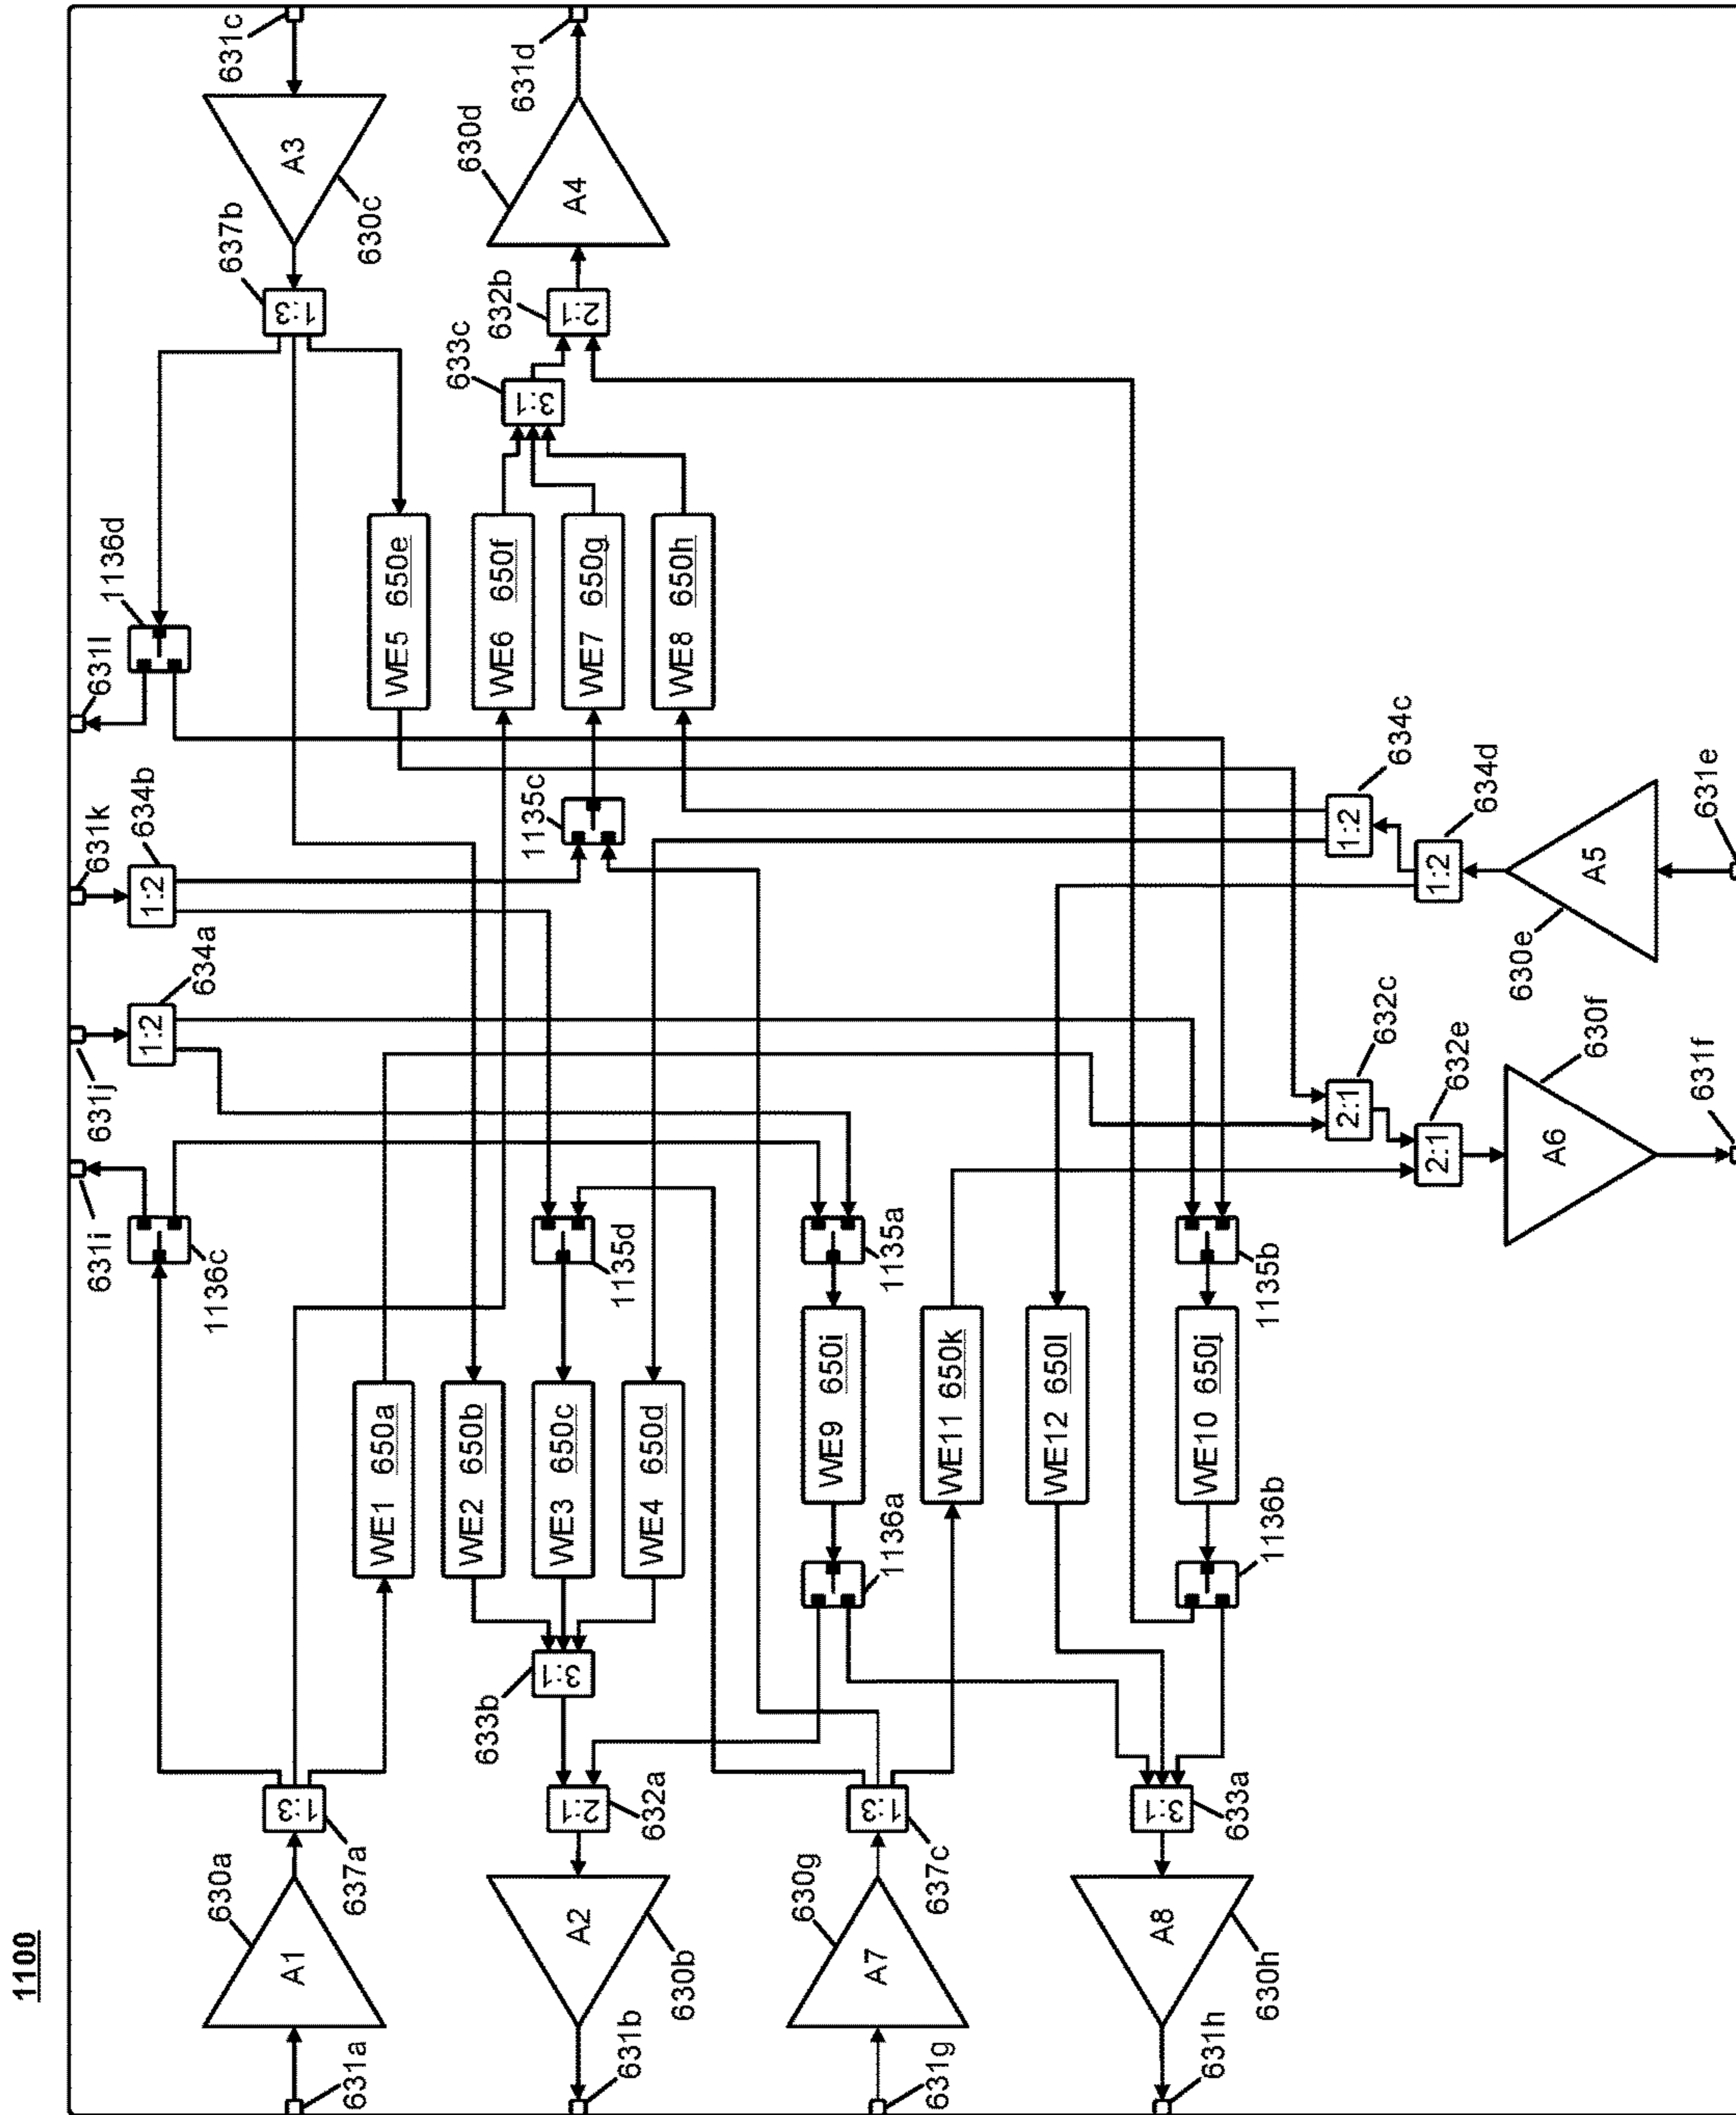 1100
631a
A1
630a
637a
1:3
631b
A2
630b
632a
2:1
633b
3:1
631g
A7
630g
637c
1:3
631h
A8
630h
633a
3:1
WE1 650a
WE2 650b
WE3 650c
WE4 650d
1136a
WE9 650i
WE11 650k
WE12 650l
WE10 650j
1136b
1136c
1135d
1135a
1135b
631i
631j
634a
1:2
631k
634b
1:2
631l
1136d
1135c
WE5 650e
WE6 650f
WE7 650g
WE8 650h
633c
3:1
632b
2:1
637b
1:3
A3
630c
631c
A4
630d
631d
634c
1:2
634d
1:2
A5
630e
631e
632c
2:1
632e
2:1
A6
630f
631f